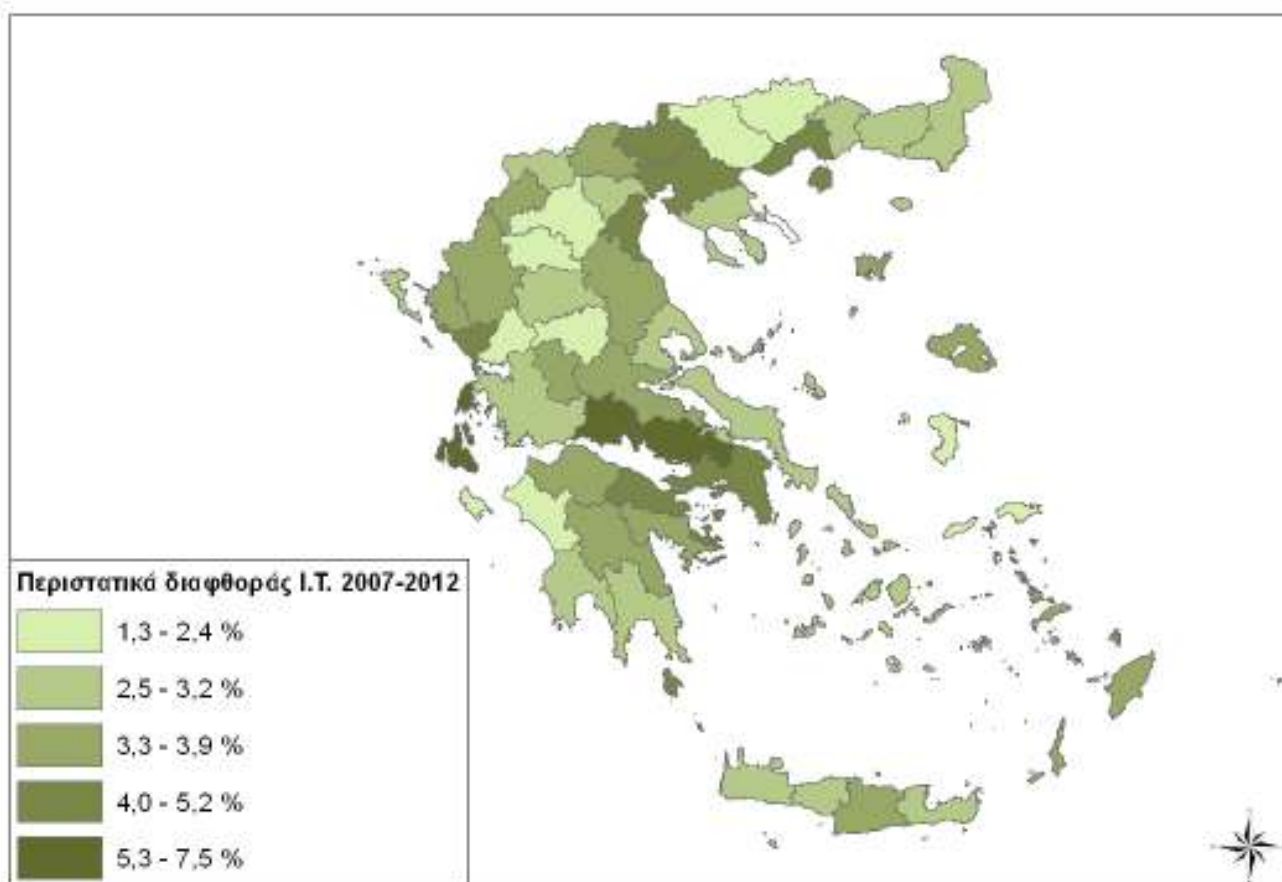 Περιστατικά διαφθοράς Ι.Τ. 2007-2012
1,3 - 2,4 %
2,5 - 3,2 %
3,3 - 3,9 %
4,0 - 5,2 %
5,3 - 7,5 %